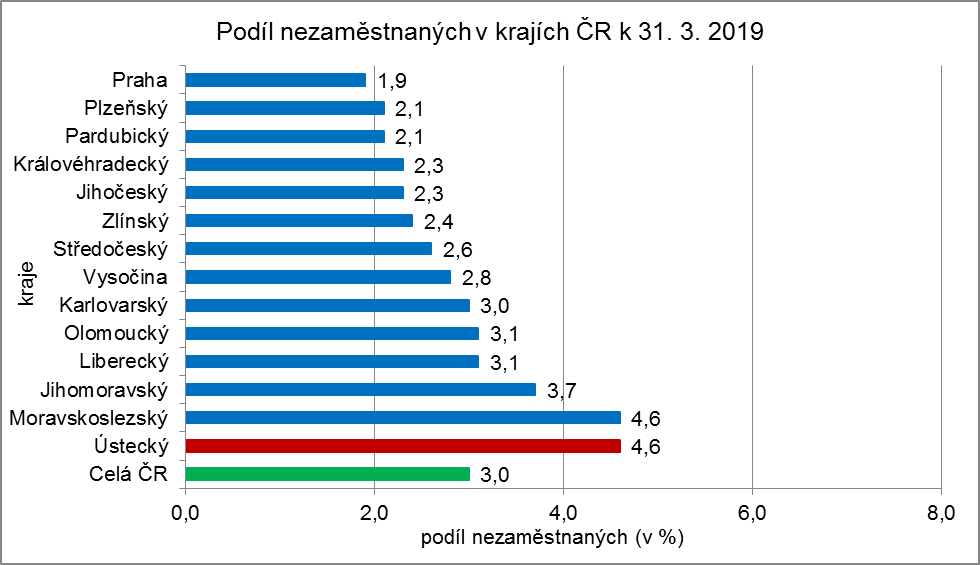 Podíl nezaměstnaných v krajích ČR k 31. 3. 2019
kraje
Praha 1,9
Plzeňský 2,1
Pardubický 2,1
Královéhradecký 2,3
Jihočeský 2,3
Zlínský 2,4
Středočeský 2,6
Vysočina 2,8
Karlovarský 3,0
Olomoucký 3,1
Liberecký 3,1
Jihomoravský 3,7
Moravskoslezský 4,6
Ústecký 4,6
Celá ČR 3,0
0,0 2,0 4,0 6,0 8,0
podíl nezaměstnaných (v %)